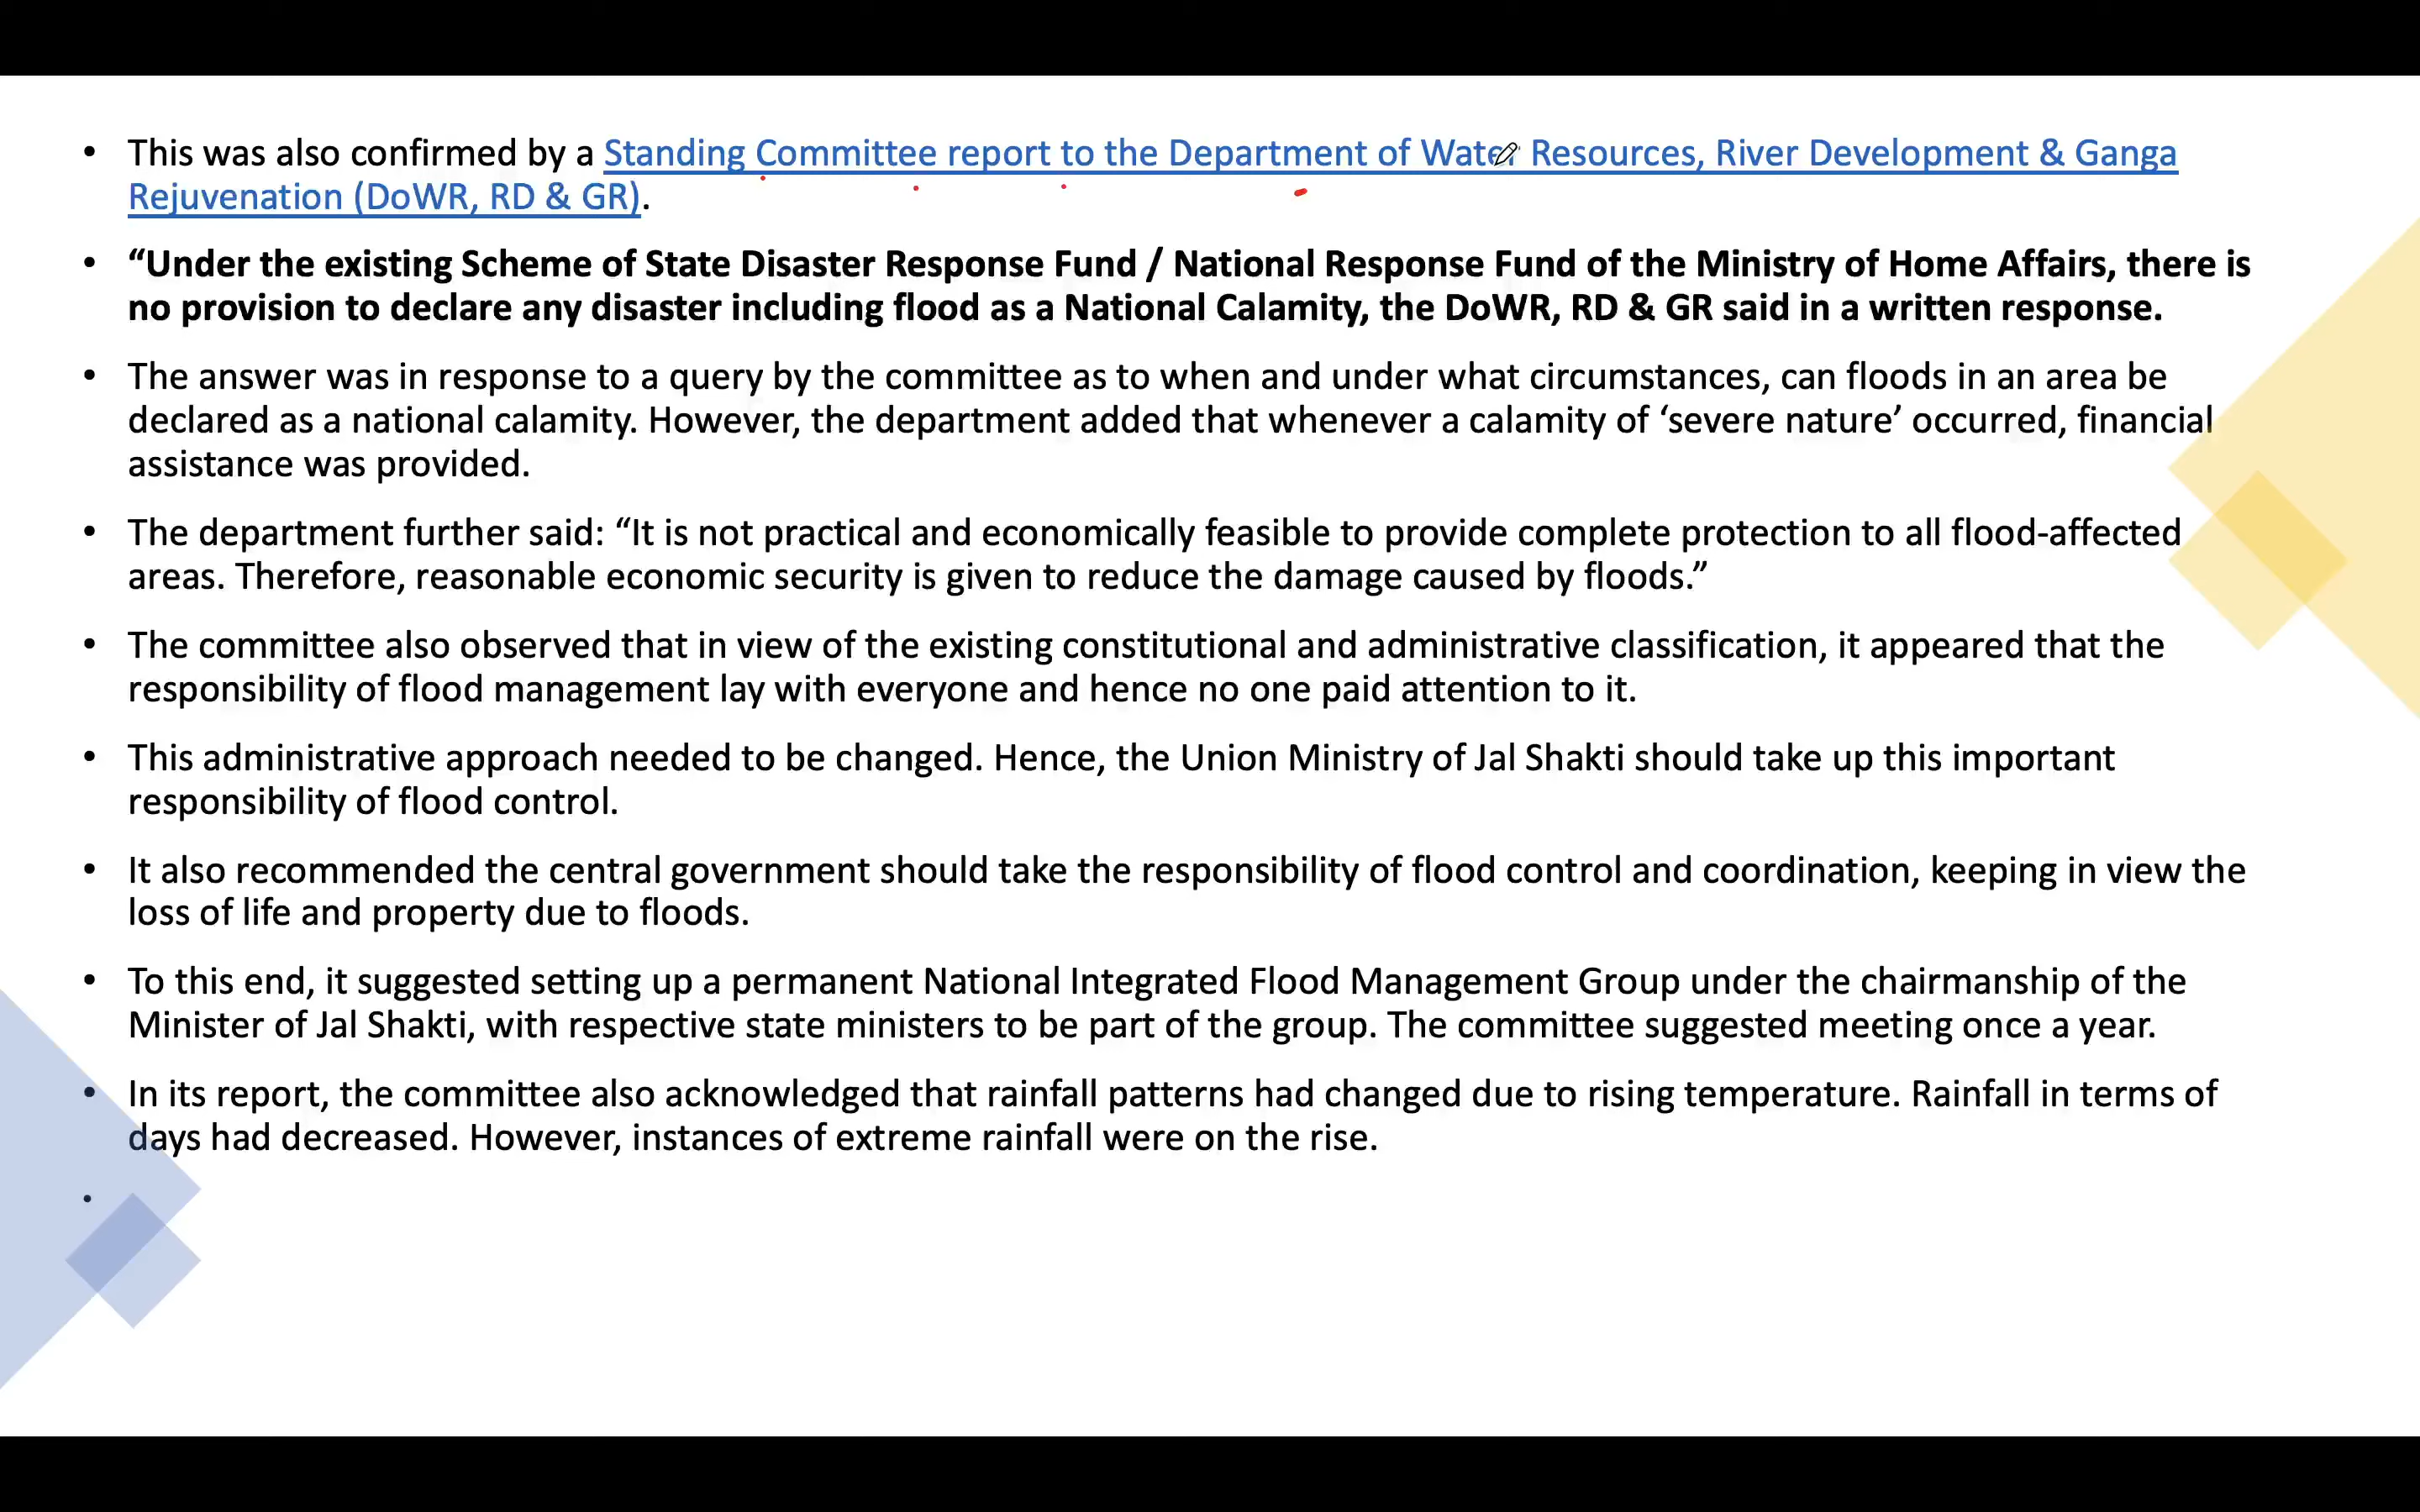 • This was also confirmed by a Standing Committee report to the Department of Water Resources, River Development & Ganga
Rejuvenation (DoWR, RD & GR).
• “Under the existing Scheme of State Disaster Response Fund / National Response Fund of the Ministry of Home Affairs, there is
no provision to declare any disaster including flood as a National Calamity, the DoWR, RD & GR said in a written response.
• The answer was in response to a query by the committee as to when and under what circumstances, can floods in an area be
declared as a national calamity. However, the department added that whenever a calamity of ‘severe nature’ occurred, financial
assistance was provided.
• The department further said: “It is not practical and economically feasible to provide complete protection to all flood-affected
areas. Therefore, reasonable economic security is given to reduce the damage caused by floods.”
• The committee also observed that in view of the existing constitutional and administrative classification, it appeared that the
responsibility of flood management lay with everyone and hence no one paid attention to it.
• This administrative approach needed to be changed. Hence, the Union Ministry of Jal Shakti should take up this important
responsibility of flood control.
• It also recommended the central government should take the responsibility of flood control and coordination, keeping in view the
loss of life and property due to floods.
• To this end, it suggested setting up a permanent National Integrated Flood Management Group under the chairmanship of the
Minister of Jal Shakti, with respective state ministers to be part of the group. The committee suggested meeting once a year.
• In its report, the committee also acknowledged that rainfall patterns had changed due to rising temperature. Rainfall in terms of
days had decreased. However, instances of extreme rainfall were on the rise.
•